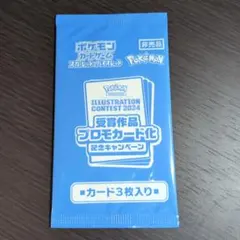 ポケモン
カードゲーム
スカーレット&バイオレット
非売品
Pokémon
Pokémon
ILLUSTRATION
CONTEST 2024
受賞作品
プロモカード化
記念キャンペーン
■カード3枚入り■